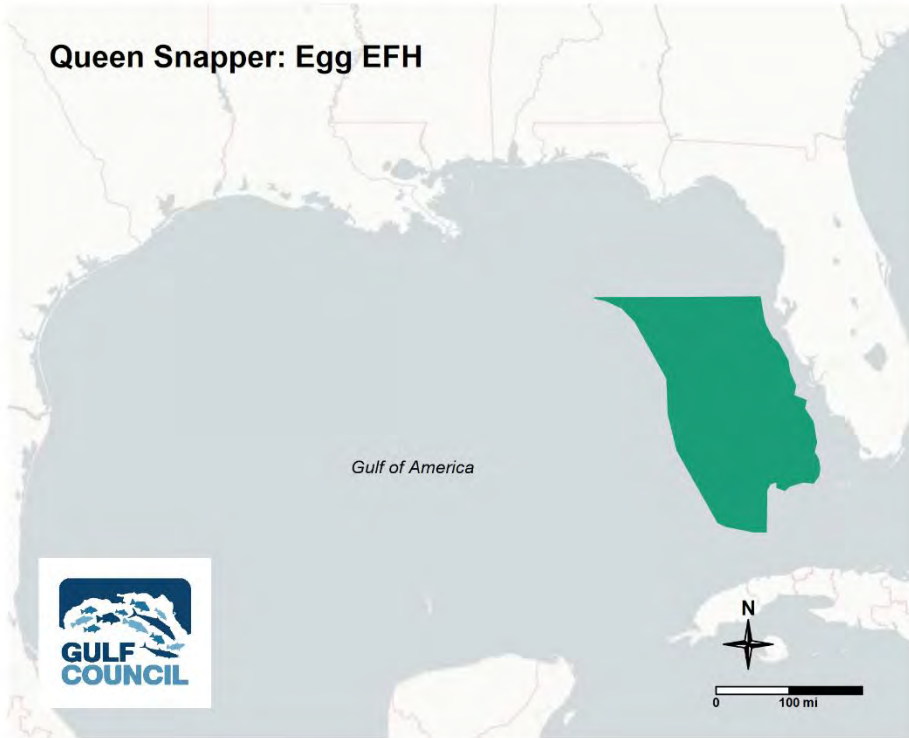 Queen Snapper: Egg EFH
Gulf of America
GULF
COUNCIL
N
0 100 mi